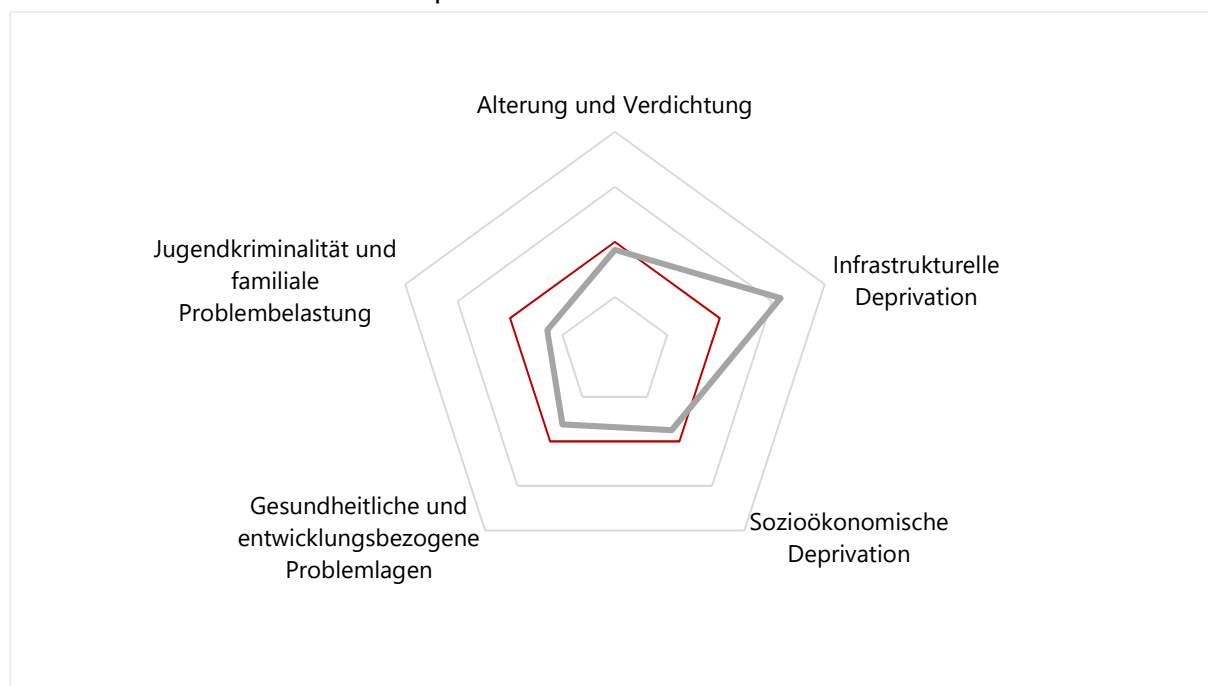 Alterung und Verdichtung
Infrastrukturelle
Deprivation
Sozioökonomische
Deprivation
Gesundheitliche und
entwicklungsbezogene
Problemlagen
Jugendkriminalität und
familiale
Problembelastung